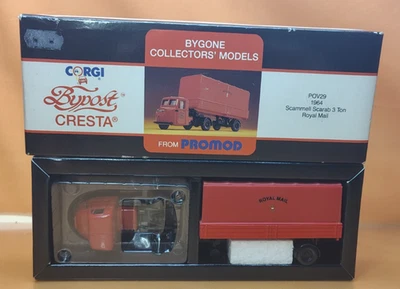 BYGONE
COLLECTORS' MODELS
CORGI
Bypost
CRESTA®
POV29
1964
Scammell Scarab 3 Ton
Royal Mail
FROM PROMOD
ROYAL MAIL